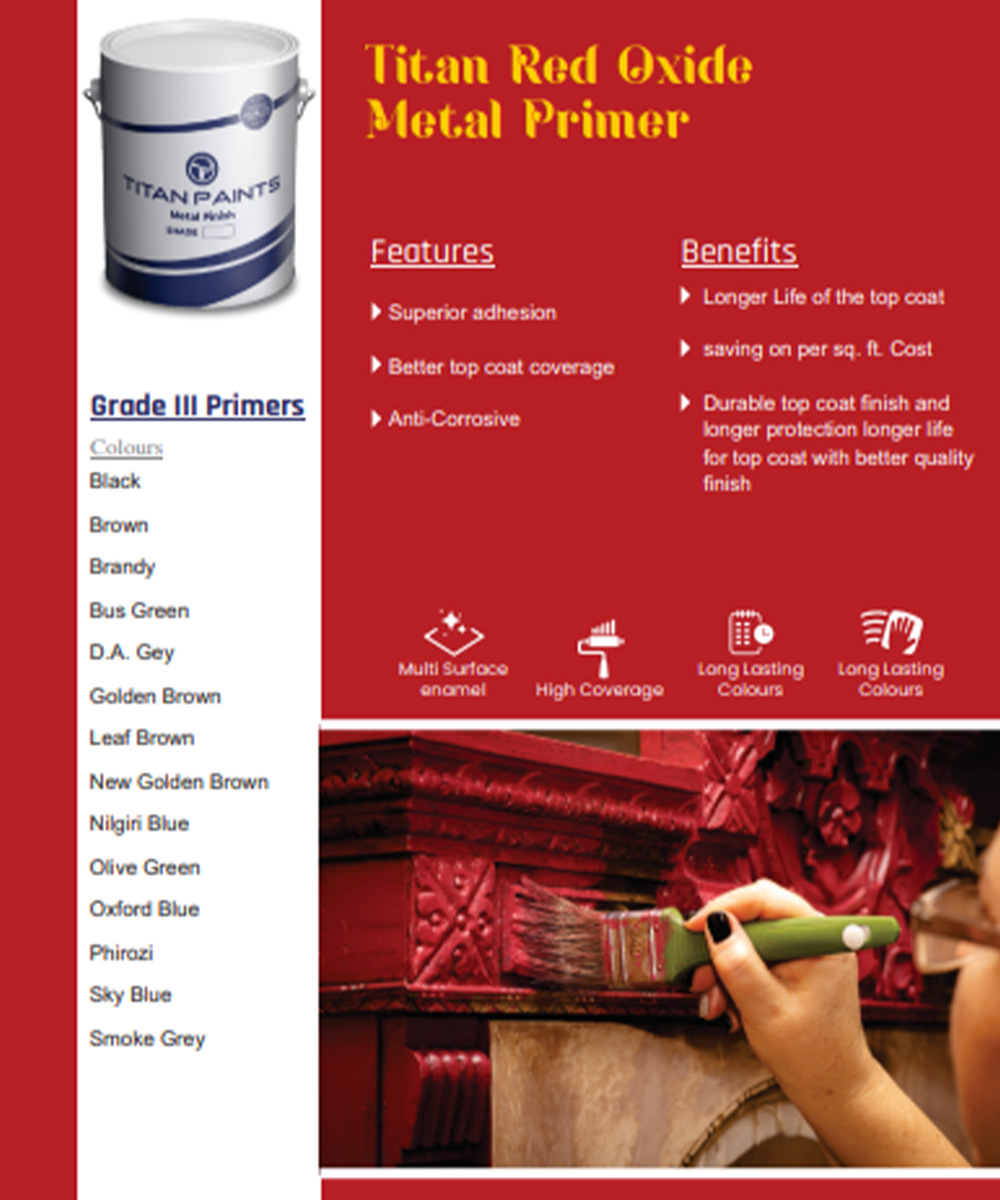 TITAN PAINTS
Metal Finish
SHADE
Titan Red Oxide
Metal Primer
Grade III Primers
Colours
Black
Brown
Brandy
Bus Green
D.A. Gey
Golden Brown
Leaf Brown
New Golden Brown
Nilgiri Blue
Olive Green
Oxford Blue
Phirozi
Sky Blue
Smoke Grey
Features
Superior adhesion
Better top coat coverage
Anti-Corrosive
Benefits
Longer Life of the top coat
saving on per sq. ft. Cost
Durable top coat finish and
longer protection longer life
for top coat with better quality
finish
Multi Surface
enamel
High Coverage
Long Lasting
Colours
Long Lasting
Colours